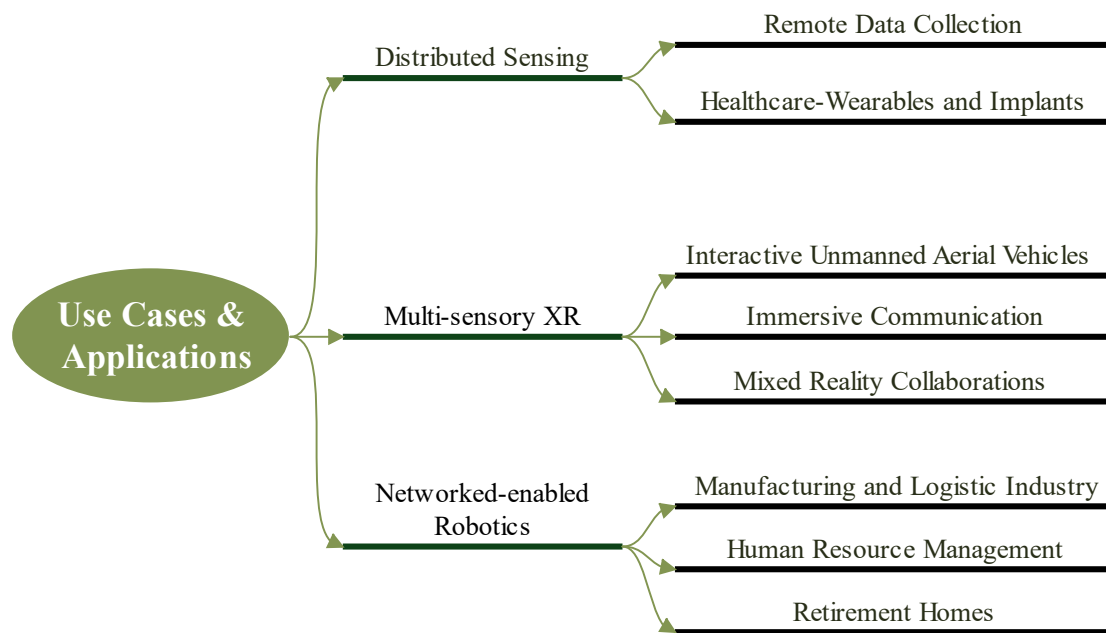 Use Cases &
Applications
Distributed Sensing
Remote Data Collection
Healthcare-Wearables and Implants
Multi-sensory XR
Interactive Unmanned Aerial Vehicles
Immersive Communication
Mixed Reality Collaborations
Networked-enabled
Robotics
Manufacturing and Logistic Industry
Human Resource Management
Retirement Homes